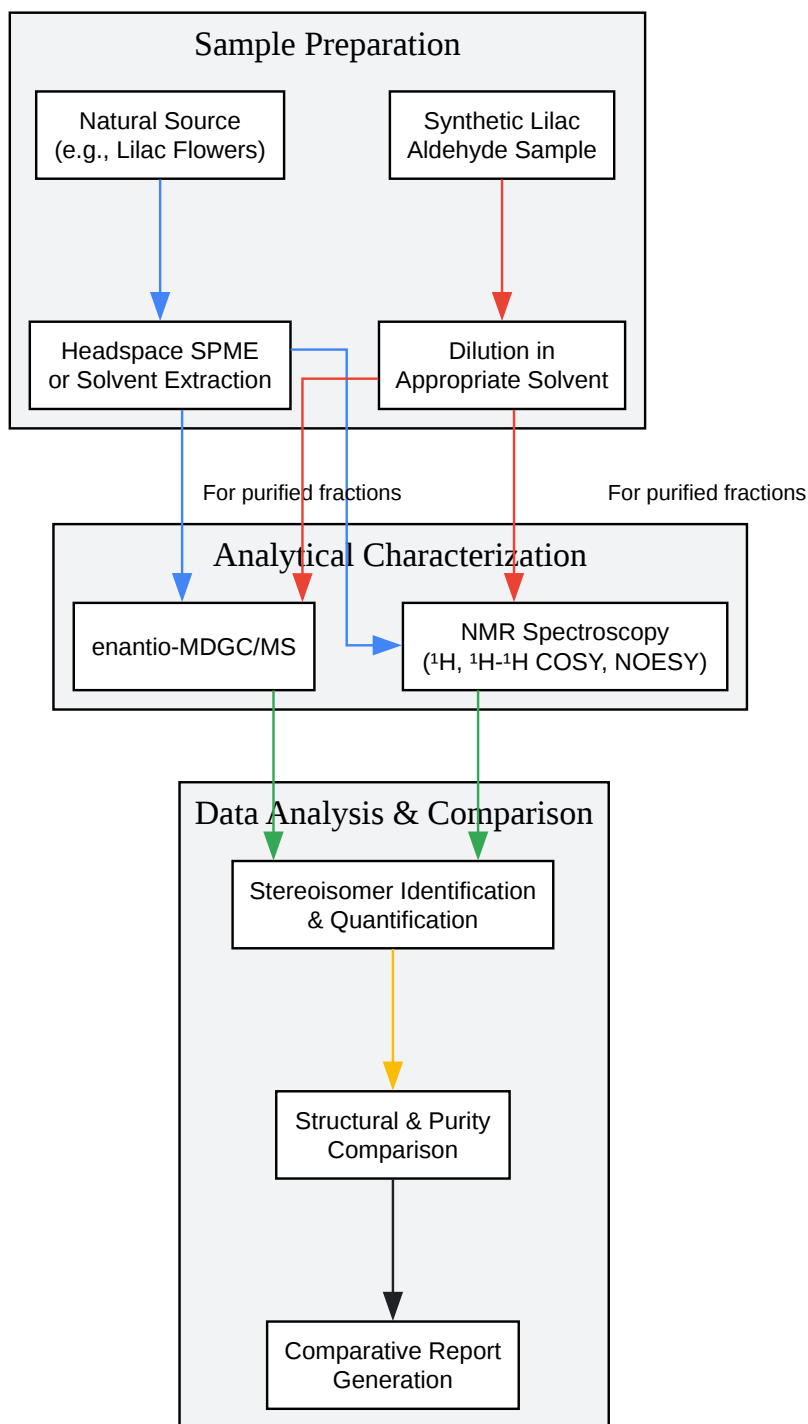 Sample Preparation
Natural Source
(e.g., Lilac Flowers)
Synthetic Lilac
Aldehyde Sample
Headspace SPME
or Solvent Extraction
Dilution in
Appropriate Solvent
For purified fractions
For purified fractions
Analytical Characterization
enantio-MDGC/MS
NMR Spectroscopy
(¹H, ¹H-¹H COSY, NOESY)
Data Analysis & Comparison
Stereoisomer Identification
& Quantification
Structural & Purity
Comparison
Comparative Report
Generation